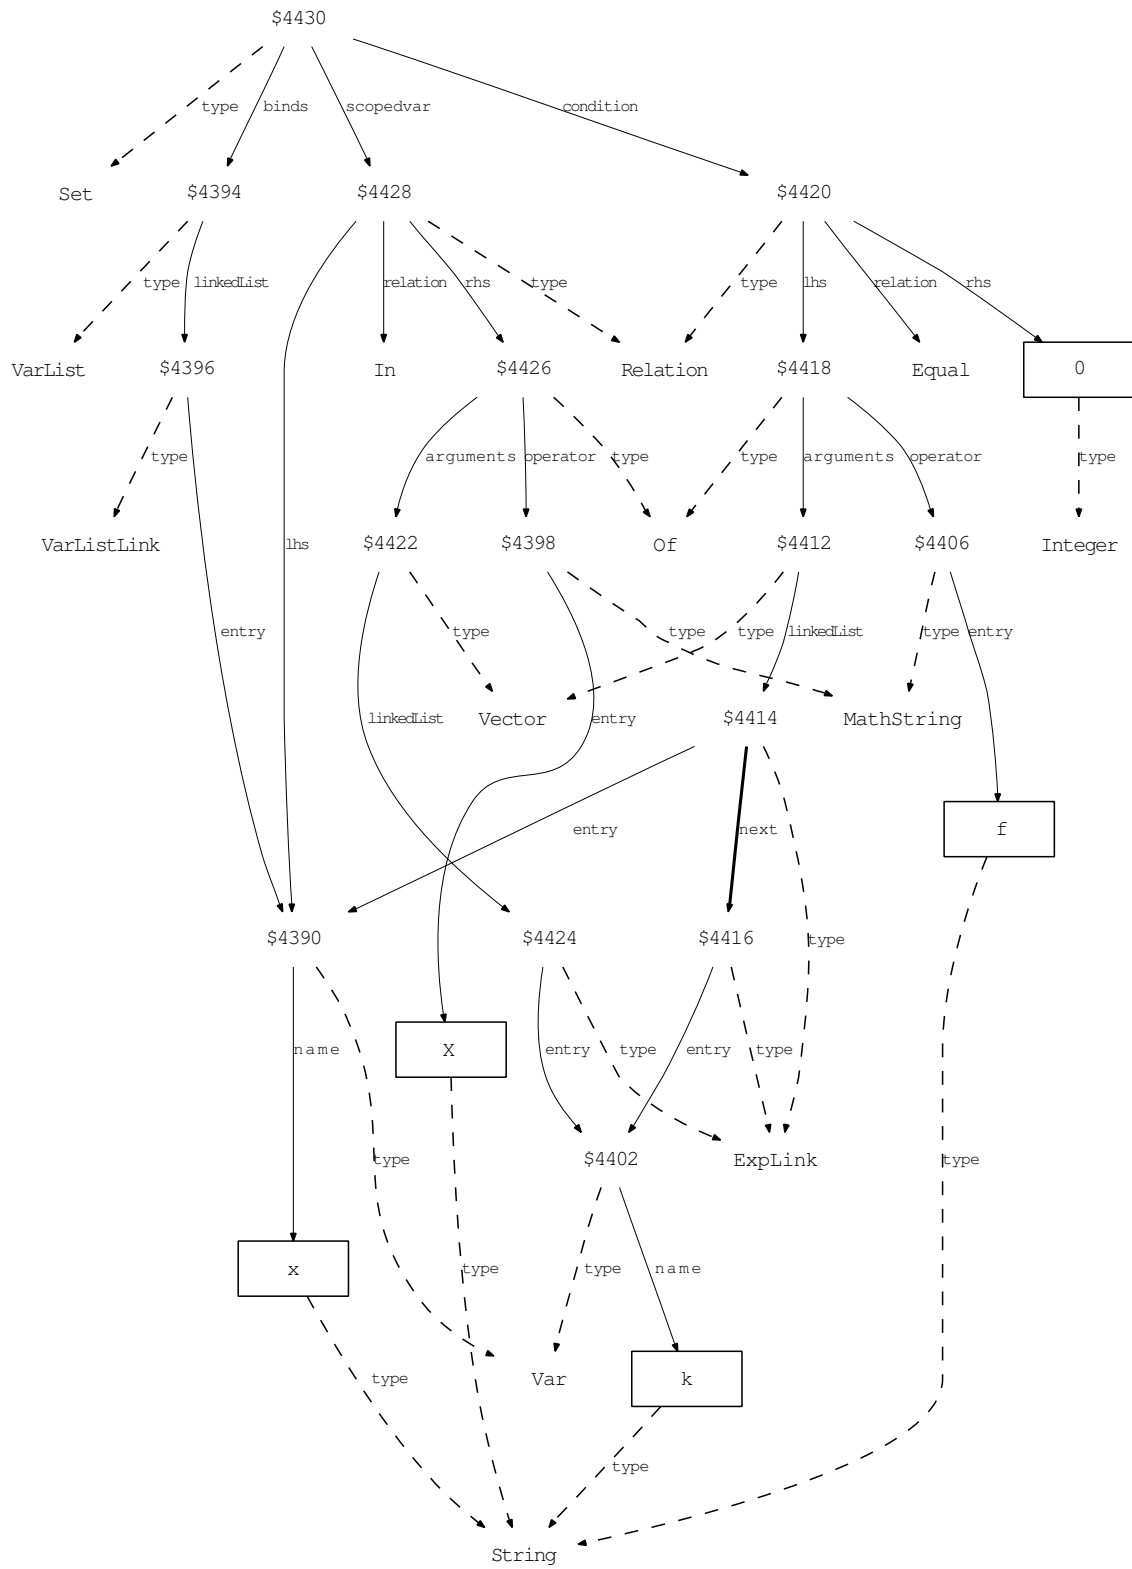 $4430
type binds scopedvar condition
Set $4394 $4428 $4420
type linkedList relation rhs type type lhs relation rhs
VarList $4396 In $4426 Relation $4418 Equal 0
type arguments operator type type arguments operator type
VarListLink lhs $4422 $4398 Of $4412 $4406 Integer
entry type type type linkedList type entry
linkedList Vector entry $4414 MathString
entry next f
$4390 $4424 $4416 type
name X entry type entry type
type $4402 ExpLink type
x type type name
type Var k
type
String